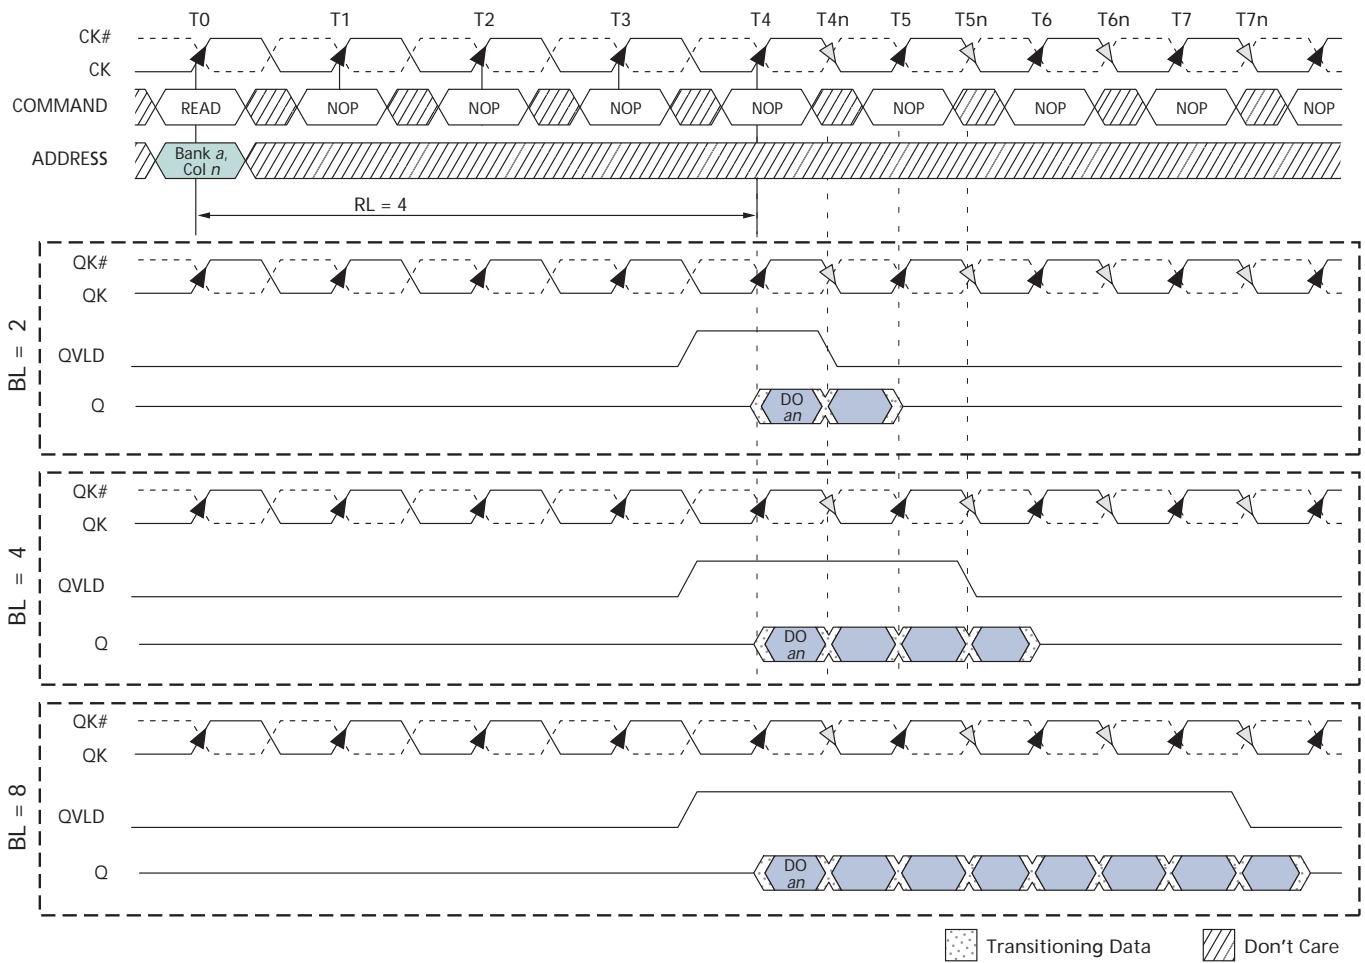 T0 T1 T2 T3 T4 T4n T5 T5n T6 T6n T7 T7n
CK#
CK
COMMAND READ NOP NOP NOP NOP NOP NOP NOP NOP
ADDRESS Bank a,
Col n
RL = 4
BL = 2
QK#
QK
QVLD
Q DO
an
BL = 4
QK#
QK
QVLD
Q DO
an
BL = 8
QK#
QK
QVLD
Q DO
an
Transitioning Data Don't Care